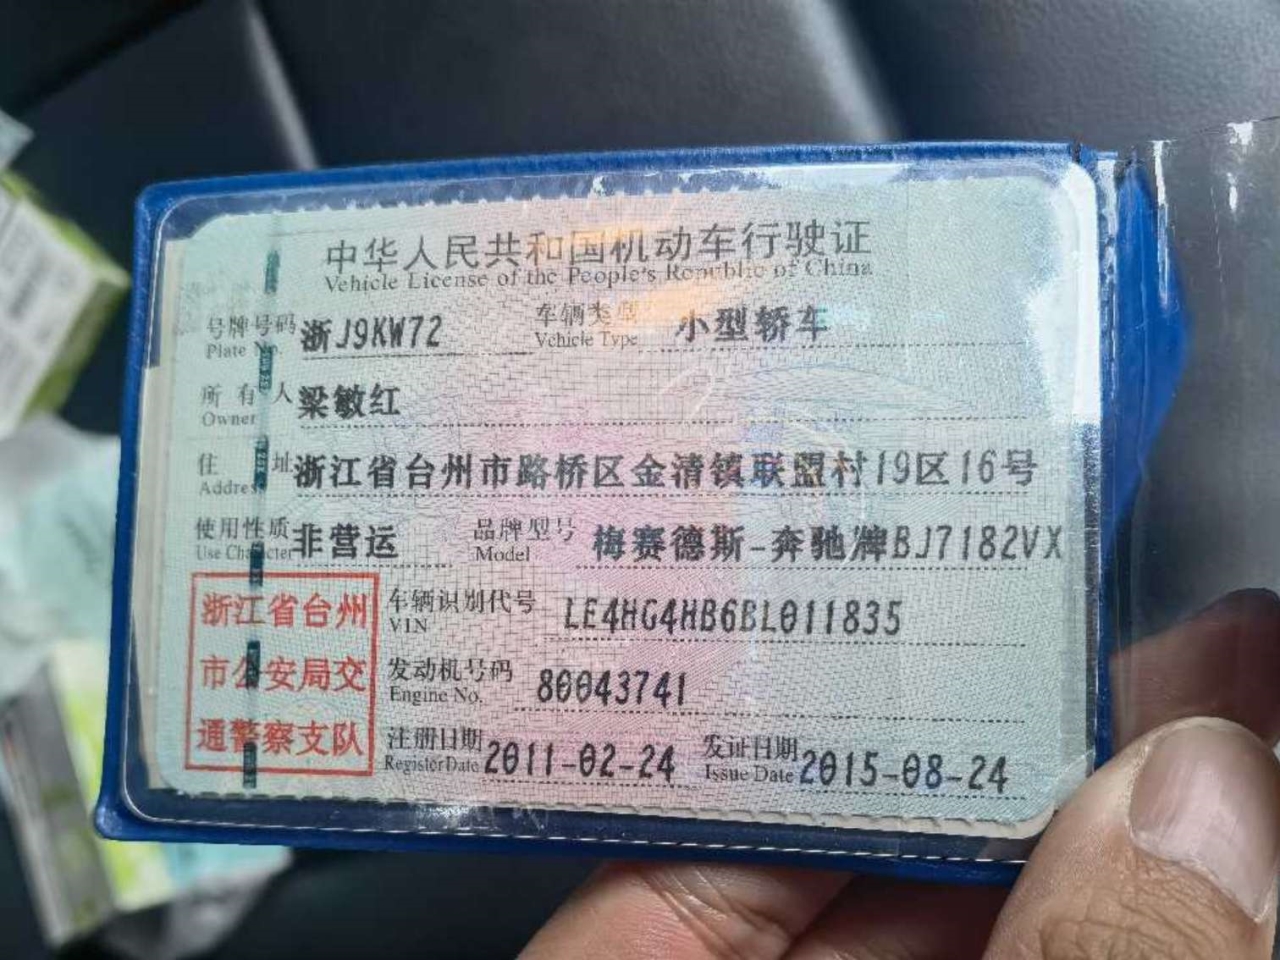 中华人民共和国机动车行驶证
Vehicle License of the People's Republic of China
号牌号码 浙J9KW72 车辆类型 小型轿车
Plate No. Vehicle Type
所有人 梁敏红
Owner
住址 浙江省台州市路桥区金清镇联盟村19区16号
Address
使用性质 非营运 品牌型号 梅赛德斯-奔驰牌BJ7182VX
Use Character Model
浙江省台州
市公安局交
通警察支队
车辆识别代号 LE4HG4HB6BL011835
VIN
发动机号码 80043741
Engine No.
注册日期 2011-02-24 发证日期 2015-08-24
Register Date Issue Date